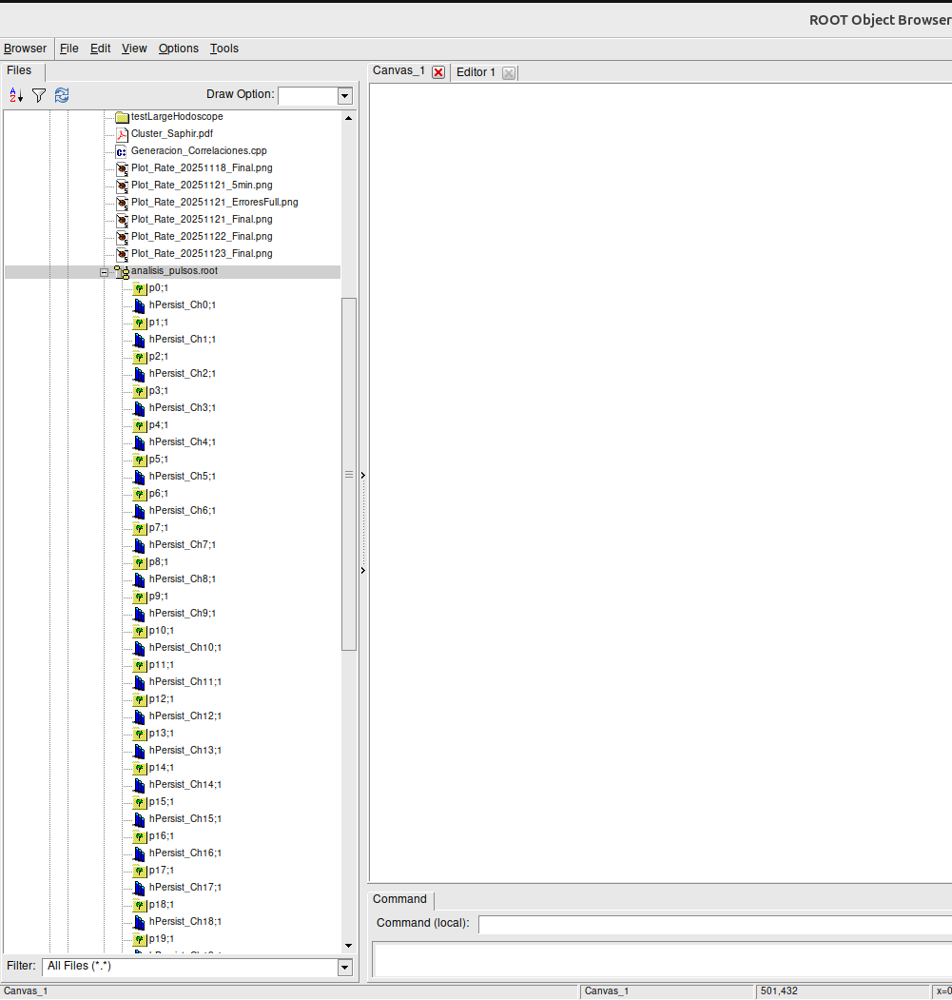 ROOT Object Browser
Browser File Edit View Options Tools
Files
Canvas_1 Editor 1
Draw Option:
testLargeHodoscope
Cluster_Saphir.pdf
Generacion_Correlaciones.cpp
Plot_Rate_20251118_Final.png
Plot_Rate_20251121_5min.png
Plot_Rate_20251121_ErroresFull.png
Plot_Rate_20251121_Final.png
Plot_Rate_20251122_Final.png
Plot_Rate_20251123_Final.png
analisis_pulsos.root
p0;1
hPersist_Ch0;1
p1;1
hPersist_Ch1;1
p2;1
hPersist_Ch2;1
p3;1
hPersist_Ch3;1
p4;1
hPersist_Ch4;1
p5;1
hPersist_Ch5;1
p6;1
hPersist_Ch6;1
p7;1
hPersist_Ch7;1
p8;1
hPersist_Ch8;1
p9;1
hPersist_Ch9;1
p10;1
hPersist_Ch10;1
p11;1
hPersist_Ch11;1
p12;1
hPersist_Ch12;1
p13;1
hPersist_Ch13;1
p14;1
hPersist_Ch14;1
p15;1
hPersist_Ch15;1
p16;1
hPersist_Ch16;1
p17;1
hPersist_Ch17;1
p18;1
hPersist_Ch18;1
p19;1
Command
Command (local):
Filter: All Files (*.*)
Canvas_1 Canvas_1 501,432 x=0